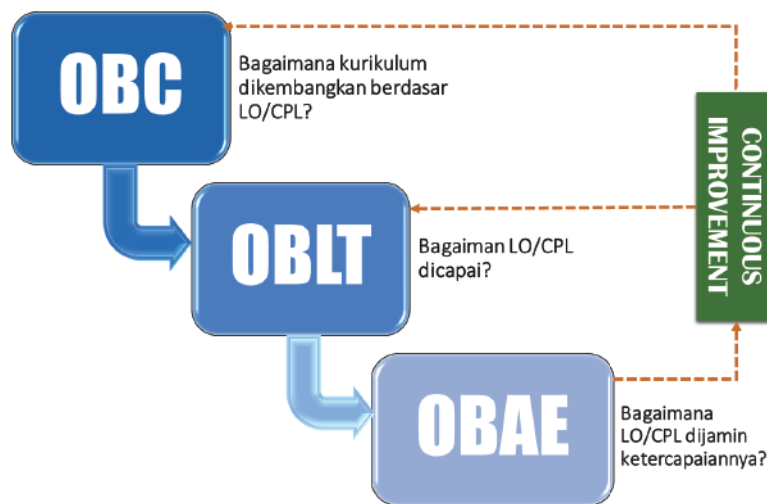 OBC
Bagaimana kurikulum
dikembangkan berdasar
LO/CPL?
CONTINUOUS
IMPROVEMENT
OBLT
Bagaiman LO/CPL
dicapai?
OBAE
Bagaimana
LO/CPL dijamin
ketercapaiannya?